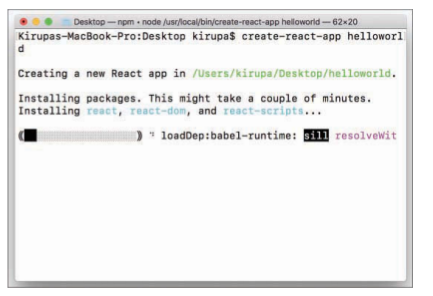 Desktop — npm • node /usr/local/bin/create-react-app helloworld — 62×20
Kirupas-MacBook-Pro:Desktop kirupa$ create-react-app helloworl
d
Creating a new React app in /Users/kirupa/Desktop/helloworld.
Installing packages. This might take a couple of minutes.
Installing react, react-dom, and react-scripts...
( ) loadDep:babel-runtime: sill resolveWit